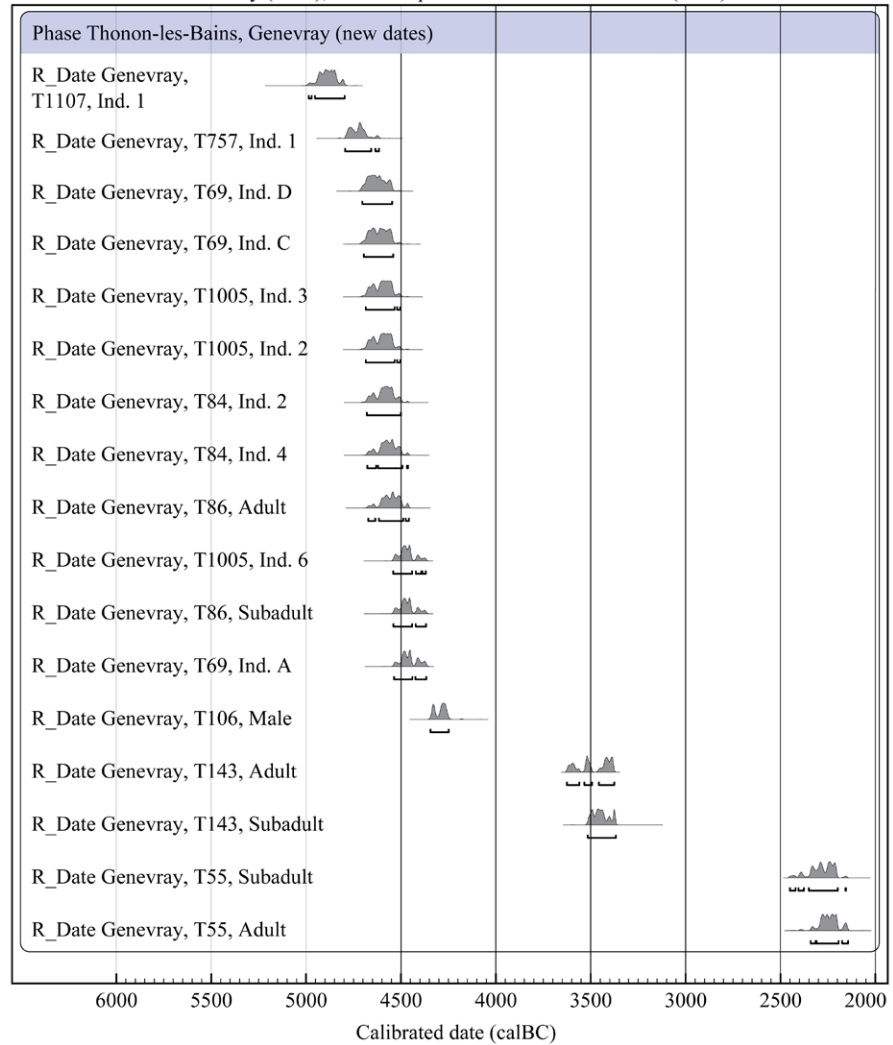 Phase Thonon-les-Bains, Genevray (new dates)
R_Date Genevray,
T1107, Ind. 1
R_Date Genevray, T757, Ind. 1
R_Date Genevray, T69, Ind. D
R_Date Genevray, T69, Ind. C
R_Date Genevray, T1005, Ind. 3
R_Date Genevray, T1005, Ind. 2
R_Date Genevray, T84, Ind. 2
R_Date Genevray, T84, Ind. 4
R_Date Genevray, T86, Adult
R_Date Genevray, T1005, Ind. 6
R_Date Genevray, T86, Subadult
R_Date Genevray, T69, Ind. A
R_Date Genevray, T106, Male
R_Date Genevray, T143, Adult
R_Date Genevray, T143, Subadult
R_Date Genevray, T55, Subadult
R_Date Genevray, T55, Adult
6000 5500 5000 4500 4000 3500 3000 2500 2000
Calibrated date (calBC)